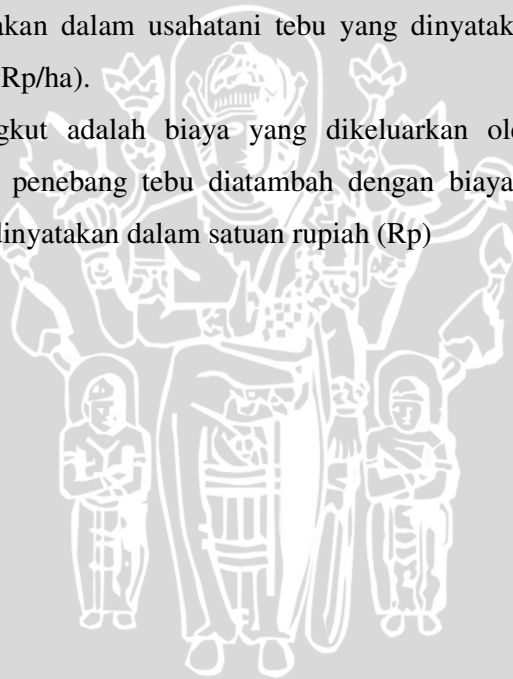 akan dalam usahatani tebu yang dinyatak
Rp/ha).
gkut adalah biaya yang dikeluarkan ol
penebang tebu diatambah dengan biaya
dinyatakan dalam satuan rupiah (Rp)